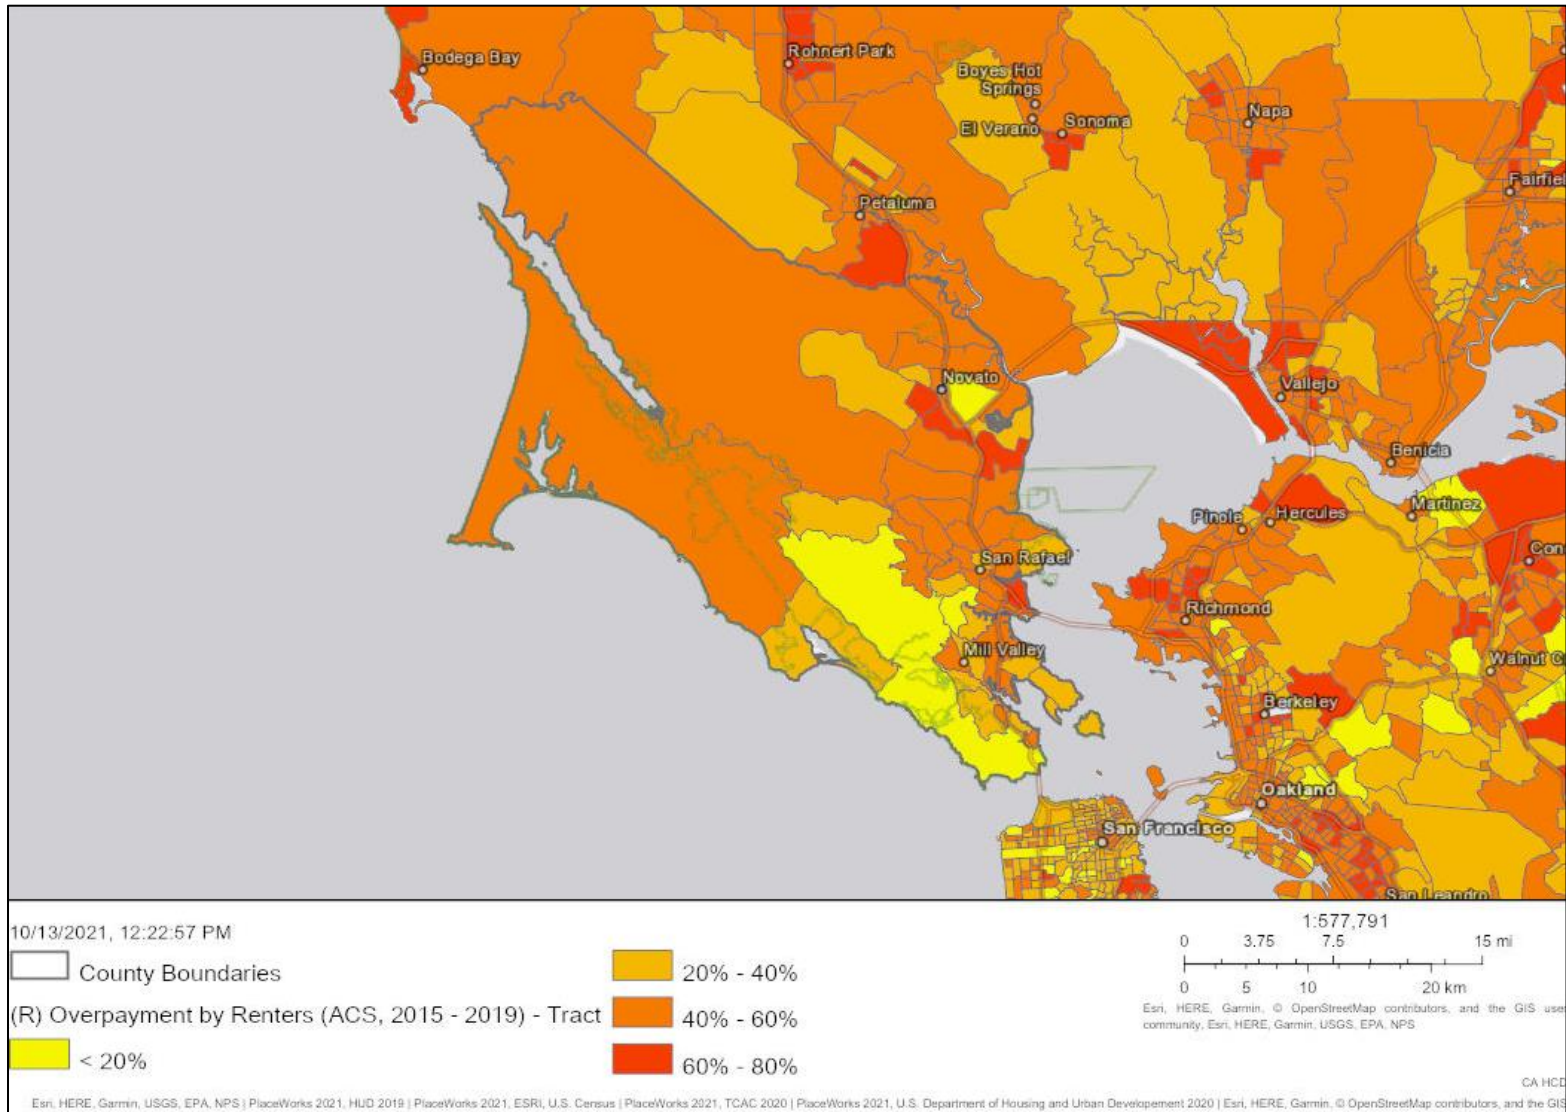 Bodega Bay
Rohnert Park
Boyes Hot
Springs
El Verano
Sonoma
Napa
Fairfiel
Petaluma
Novato
Vallejo
Benicia
Martinez
Pinole
Hercules
Con
San Rafael
Richmond
Mill Valley
Walnut C
Berkeley
Oakland
San Francisco
San Leandro
10/13/2021, 12:22:57 PM
County Boundaries
(R) Overpayment by Renters (ACS, 2015 - 2019) - Tract
< 20%
20% - 40%
40% - 60%
60% - 80%
1:577,791
0 3.75 7.5 15 mi
0 5 10 20 km
Esri, HERE, Garmin, © OpenStreetMap contributors, and the GIS user
community, Esri, HERE, Garmin, USGS, EPA, NPS
CA HCD
Esri, HERE, Garmin, USGS, EPA, NPS | PlaceWorks 2021, HUD 2019 | PlaceWorks 2021, ESRI, U.S. Census | PlaceWorks 2021, TCAC 2020 | PlaceWorks 2021, U.S. Department of Housing and Urban Developement 2020 | Esri, HERE, Garmin, © OpenStreetMap contributors, and the GIS